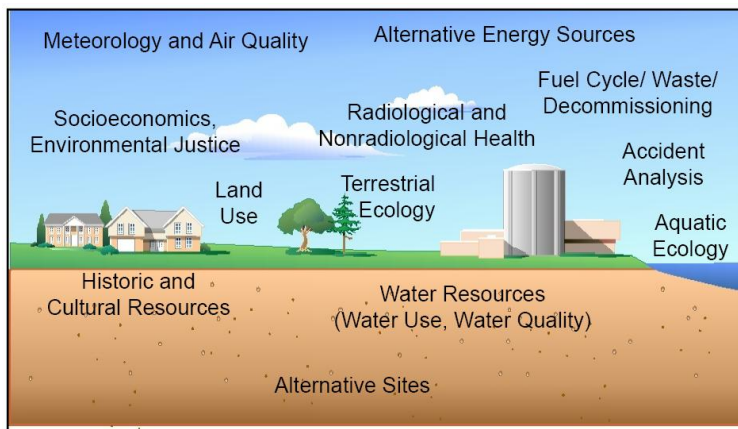 Meteorology and Air Quality
Alternative Energy Sources
Fuel Cycle/ Waste/
Decommissioning
Socioeconomics,
Environmental Justice
Radiological and
Nonradiological Health
Accident
Analysis
Land
Use
Terrestrial
Ecology
Aquatic
Ecology
Historic and
Cultural Resources
Water Resources
(Water Use, Water Quality)
Alternative Sites